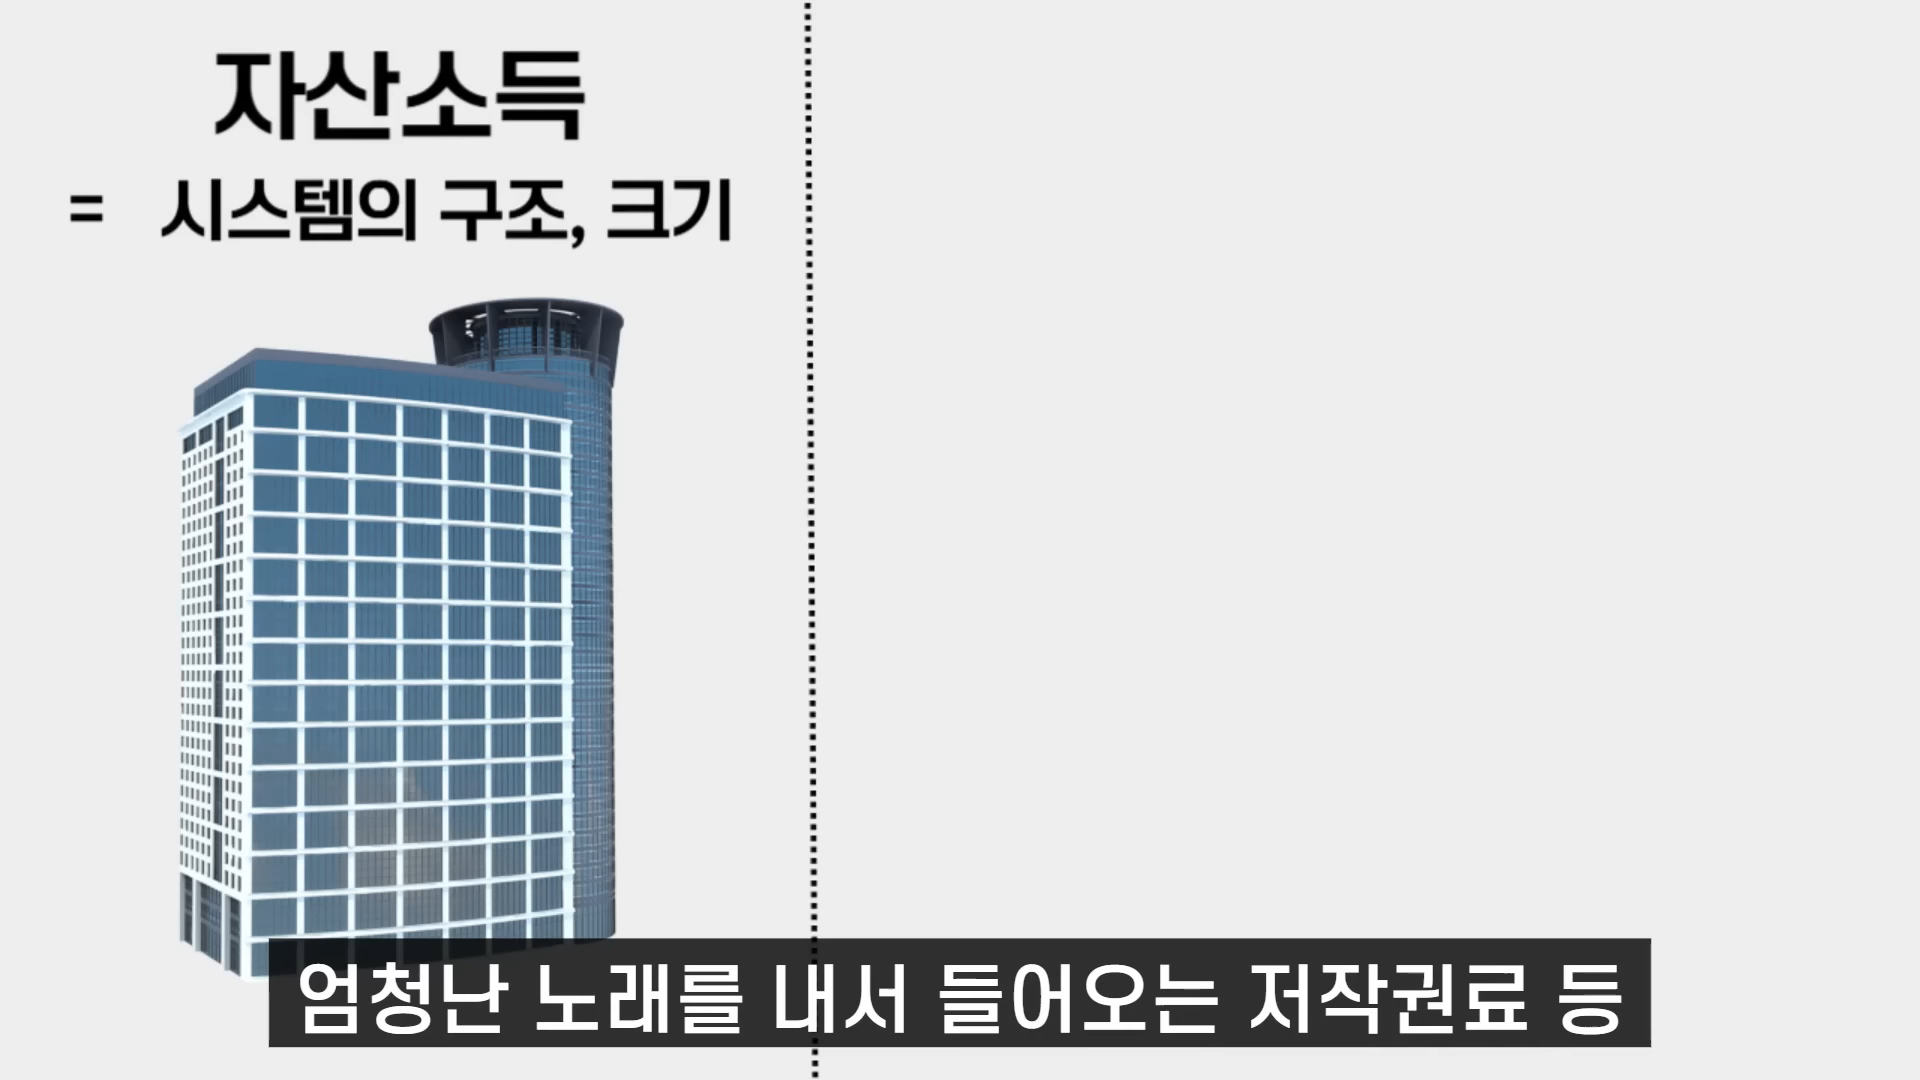 자산소득
= 시스템의 구조, 크기
엄청난 노래를 내서 들어오는 저작권료 등